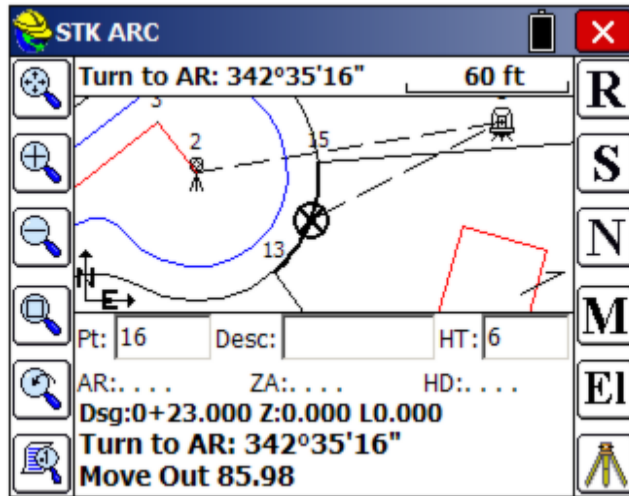 STK ARC
Turn to AR: 342°35'16" 60 ft
R
S
N
M
El
3
2
15
13
N
E
Pt: 16 Desc: HT: 6
AR:. . . . ZA:. . . . HD:. . . .
Dsg:0+23.000 Z:0.000 L0.000
Turn to AR: 342°35'16"
Move Out 85.98